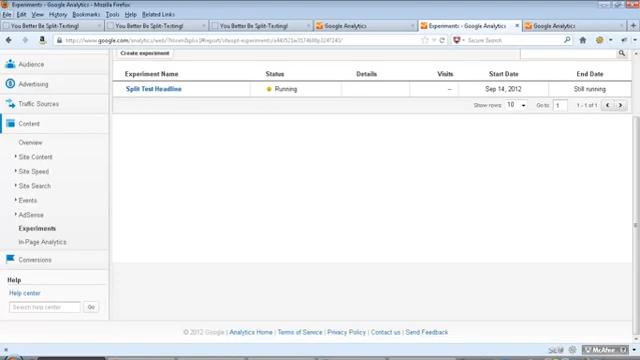 Experiments - Google Analytics - Mozilla Firefox
File Edit View History Bookmarks Tools Help Related Links
You Better Be Split-Testing!
You Better Be Split-Testing!
You Better Be Split-Testing!
Google Analytics
Experiments - Google Analytics
Google Analytics
Secure Search
Create experiment
Audience
Advertising
Traffic Sources
Content
Overview
Site Content
Site Speed
Site Search
Events
AdSense
Experiments
In-Page Analytics
Conversions
Help
Help center
Search help center Go
Experiment Name Status Details Visits Start Date End Date
Split Test Headline Running -- Sep 14, 2012 Still running
Show rows: 10 Go to: 1 1 - 1 of 1
© 2012 Google | Analytics Home | Terms of Service | Privacy Policy | Contact us | Send Feedback
McAfee